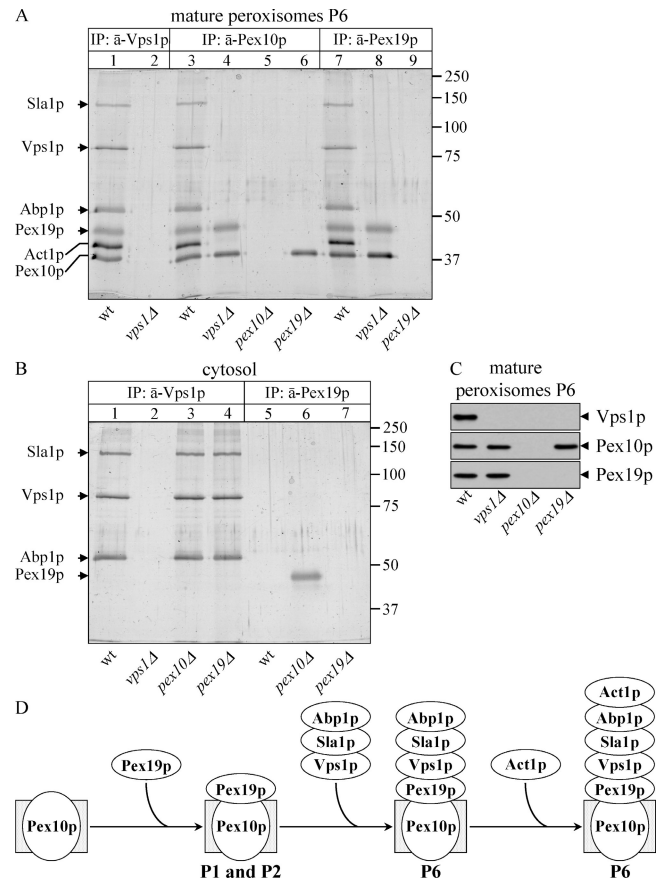 A
mature peroxisomes P6
IP: ā-Vps1p IP: ā-Pex10p IP: ā-Pex19p
1 2 3 4 5 6 7 8 9
Sla1p
Vps1p
Abp1p
Pex19p
Act1p
Pex10p
250
150
100
75
50
37
wt vps1Δ wt vps1Δ pex10Δ pex19Δ wt vps1Δ pex19Δ
B
cytosol
IP: ā-Vps1p IP: ā-Pex19p
1 2 3 4 5 6 7
Sla1p
Vps1p
Abp1p
Pex19p
250
150
100
75
50
37
wt vps1Δ pex10Δ pex19Δ wt pex10Δ pex19Δ
C
mature
peroxisomes P6
Vps1p
Pex10p
Pex19p
wt vps1Δ pex10Δ pex19Δ
D
Pex10p
Pex19p
Pex19p
Pex10p
P1 and P2
Abp1p
Sla1p
Vps1p
Abp1p
Sla1p
Vps1p
Pex19p
Pex10p
P6
Act1p
Act1p
Abp1p
Sla1p
Vps1p
Pex19p
Pex10p
P6